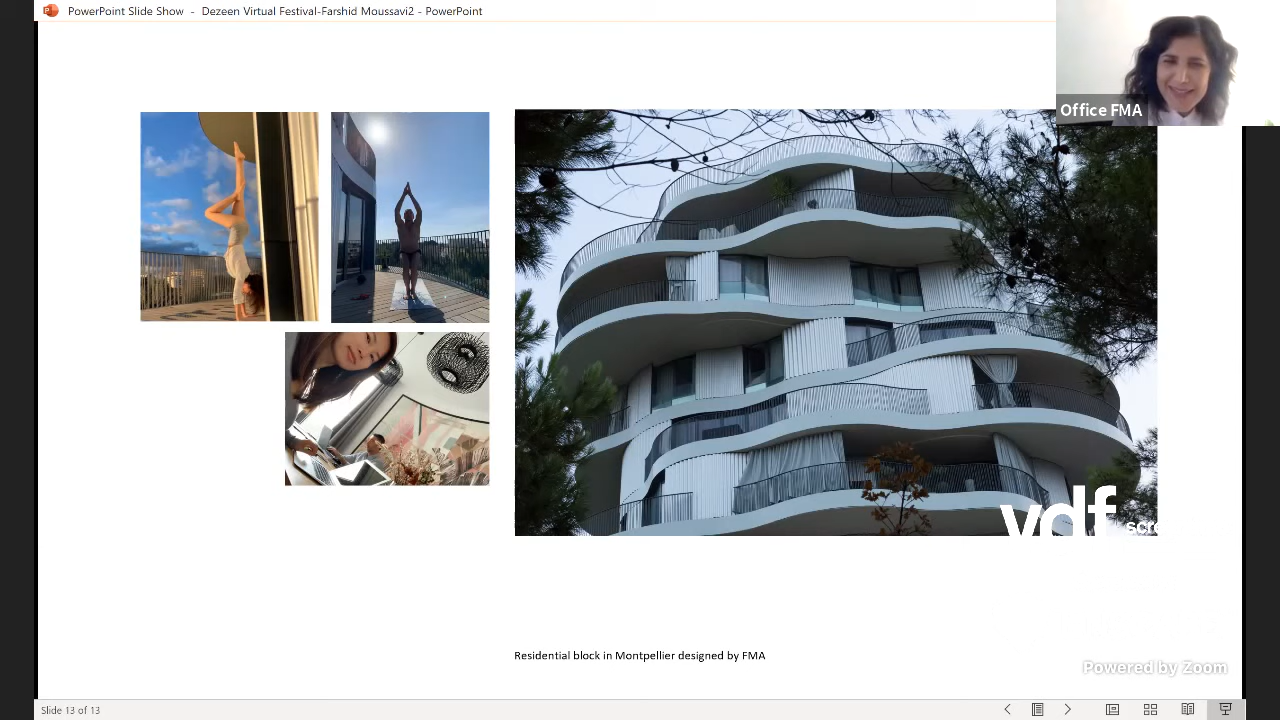 PowerPoint Slide Show - Dezeen Virtual Festival-Farshid Moussavi2 - PowerPoint
Office FMA
vdf
Residential block in Montpellier designed by FMA
Powered by Zoom
Slide 13 of 13